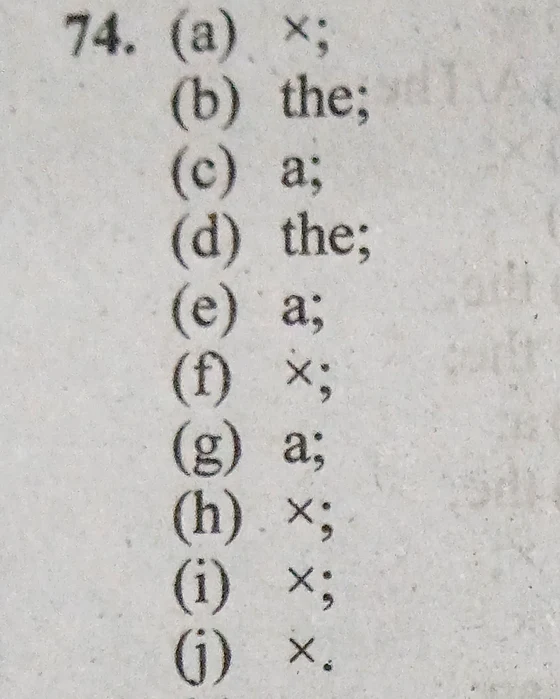 74. (a) ×;
(b) the;
(c) a;
(d) the;
(e) a;
(f) ×;
(g) a;
(h) ×;
(i) ×;
(j) ×.